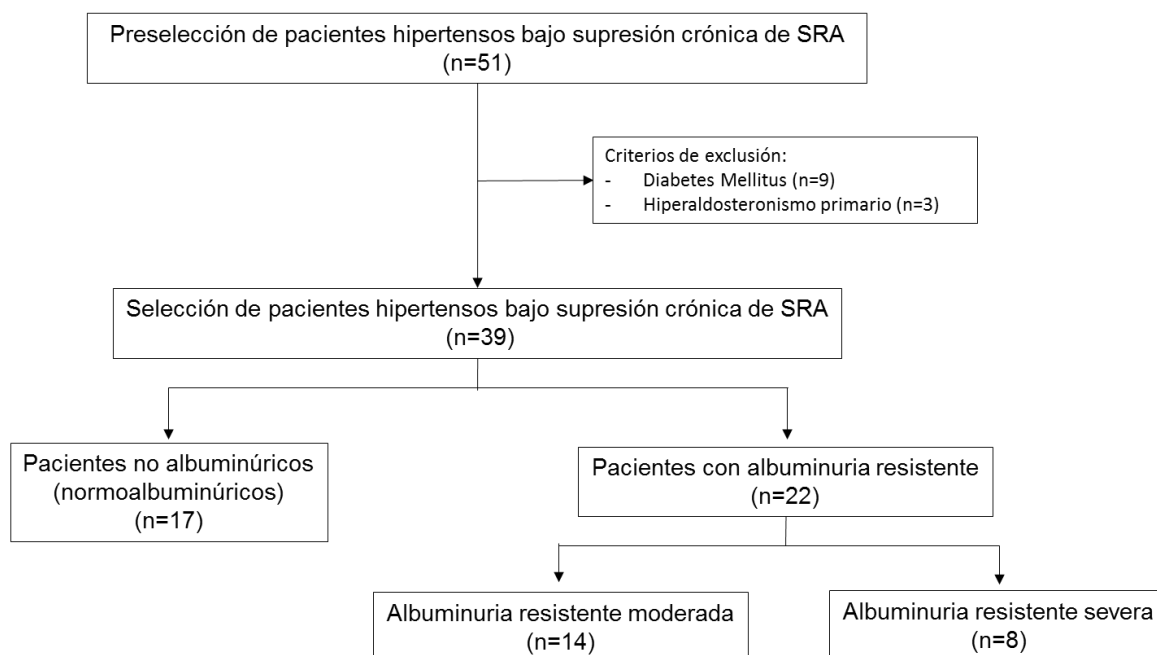 Preselección de pacientes hipertensos bajo supresión crónica de SRA
(n=51)
Criterios de exclusión:
- Diabetes Mellitus (n=9)
- Hiperaldosteronismo primario (n=3)
Selección de pacientes hipertensos bajo supresión crónica de SRA
(n=39)
Pacientes no albuminúricos
(normoalbuminúricos)
(n=17)
Pacientes con albuminuria resistente
(n=22)
Albuminuria resistente moderada
(n=14)
Albuminuria resistente severa
(n=8)